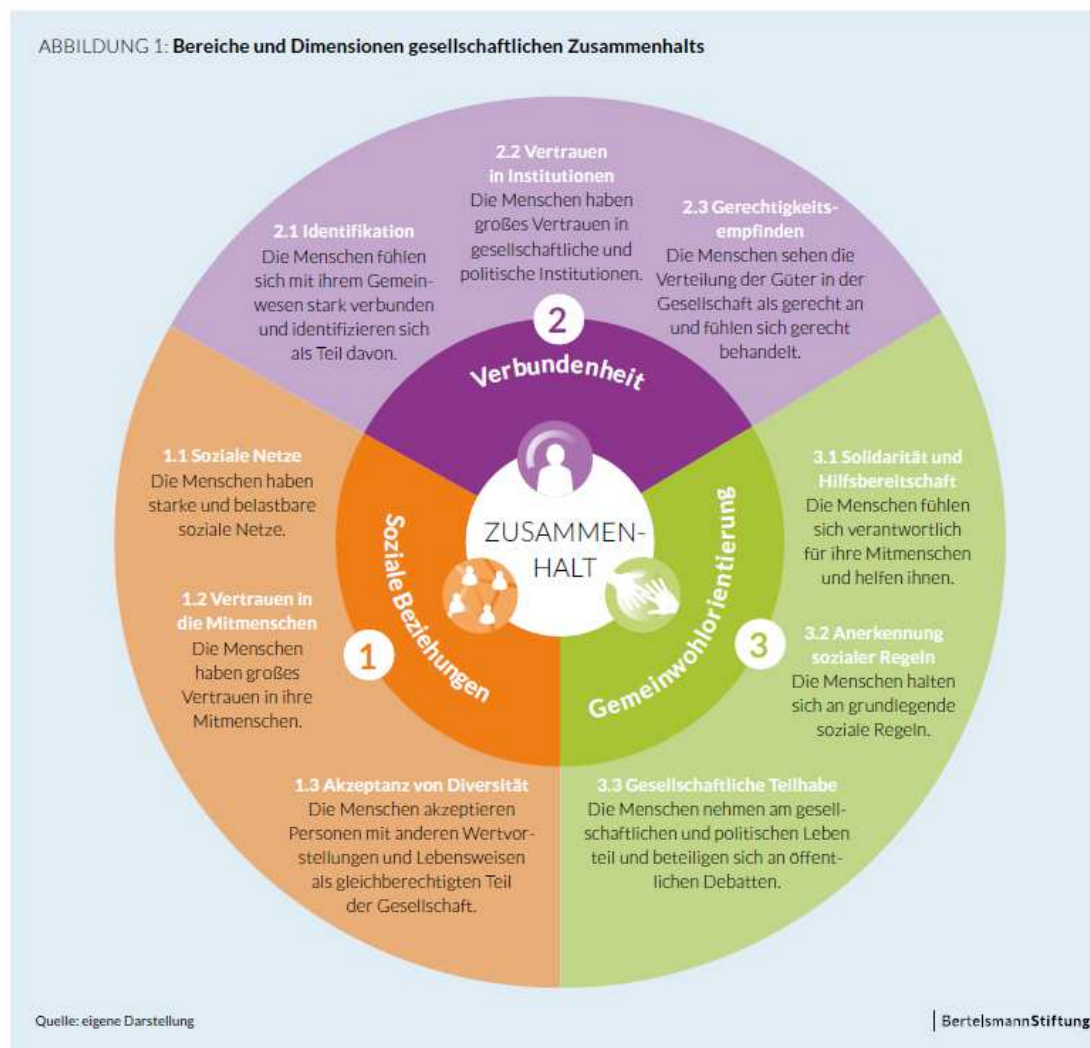 ABBILDUNG 1: Bereiche und Dimensionen gesellschaftlichen Zusammenhalts
2.2 Vertrauen
in Institutionen
Die Menschen haben
großes Vertrauen in
gesellschaftliche und
politische Institutionen.
2.1 Identifikation
Die Menschen fühlen
sich mit ihrem Gemein-
wesen stark verbunden
und identifizieren sich
als Teil davon.
2.3 Gerechtigkeits-
empfinden
Die Menschen sehen die
Verteilung der Güter in der
Gesellschaft als gerecht an
und fühlen sich gerecht
behandelt.
2
Verbundenheit
1.1 Soziale Netze
Die Menschen haben
starke und belastbare
soziale Netze.
1.2 Vertrauen in
die Mitmenschen
Die Menschen
haben großes
Vertrauen in ihre
Mitmenschen.
1
Soziale Beziehungen
ZUSAMMEN-
HALT
Gemeinwohlorientierung
3
3.1 Solidarität und
Hilfsbereitschaft
Die Menschen fühlen
sich verantwortlich
für ihre Mitmenschen
und helfen ihnen.
3.2 Anerkennung
sozialer Regeln
Die Menschen halten
sich an grundlegende
soziale Regeln.
1.3 Akzeptanz von Diversität
Die Menschen akzeptieren
Personen mit anderen Wertvor-
stellungen und Lebensweisen
als gleichberechtigten Teil
der Gesellschaft.
3.3 Gesellschaftliche Teilhabe
Die Menschen nehmen am gesell-
schaftlichen und politischen Leben
teil und beteiligen sich an öffent-
lichen Debatten.
Quelle: eigene Darstellung
BertelsmannStiftung